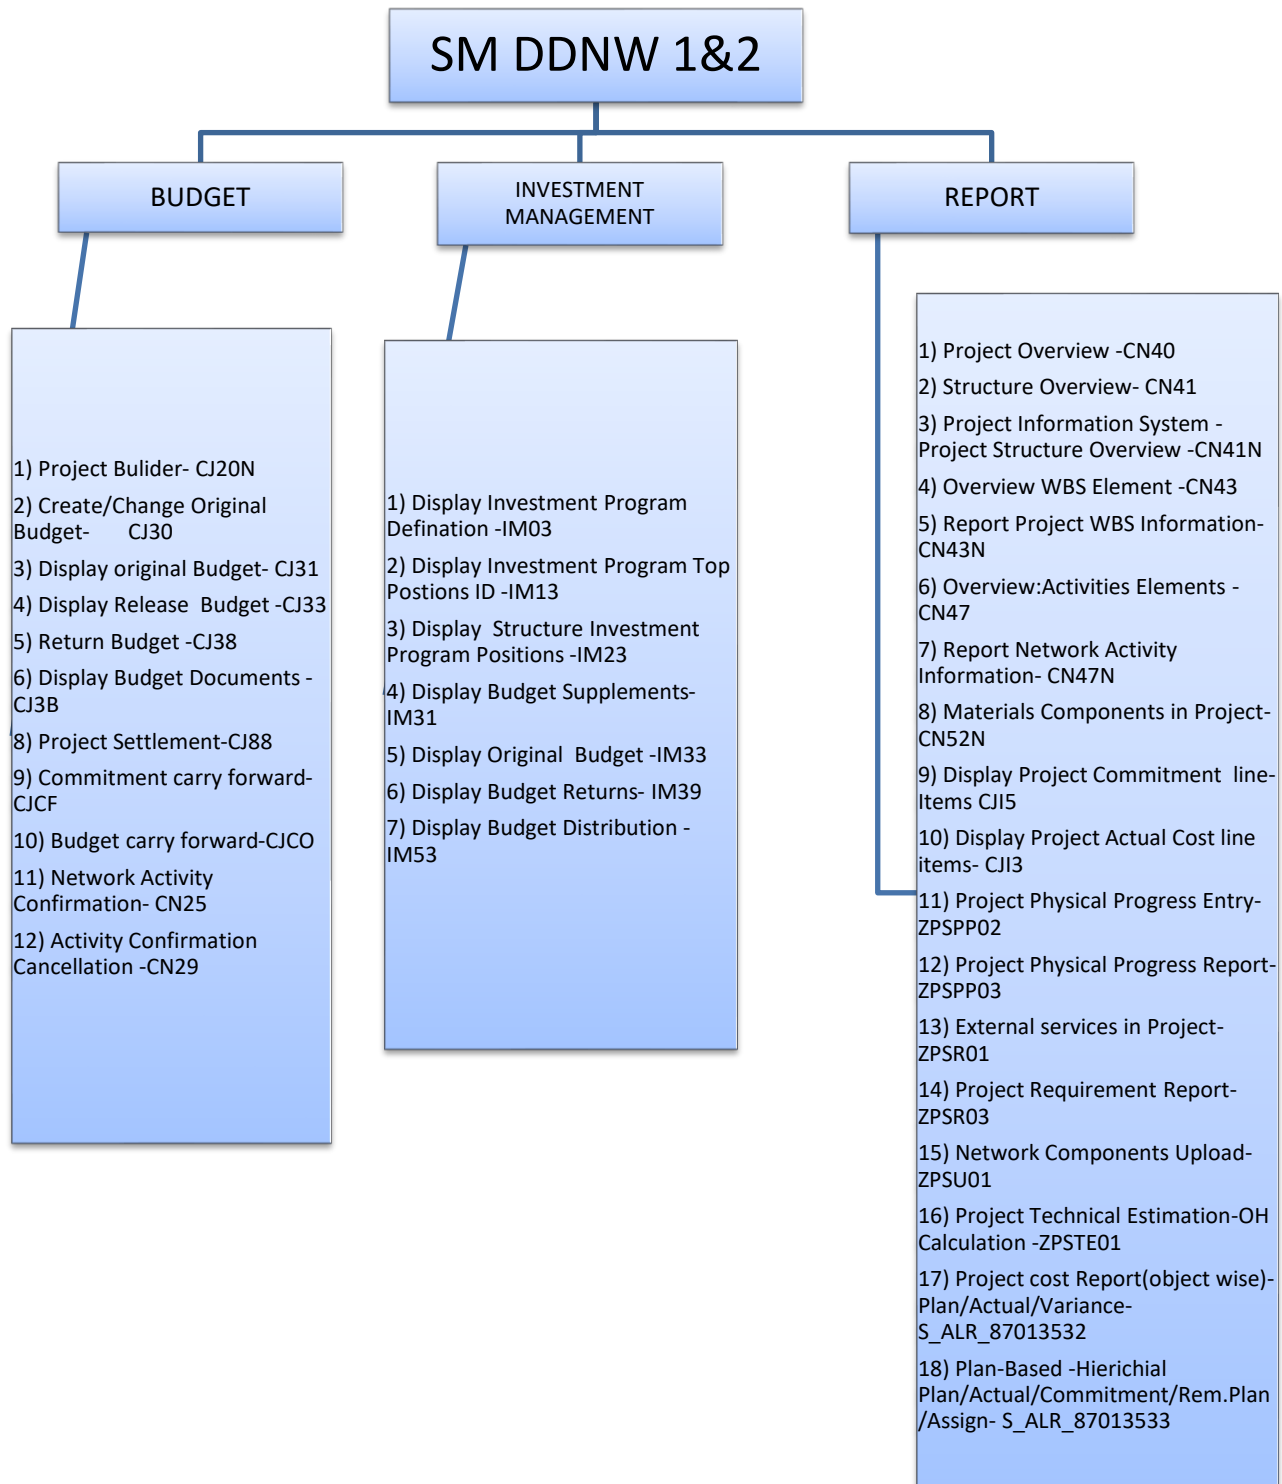 SM DDNW 1&2
BUDGET
INVESTMENT
MANAGEMENT
REPORT
1) Project Bulider- CJ20N
2) Create/Change Original
Budget- CJ30
3) Display original Budget- CJ31
4) Display Release Budget -CJ33
5) Return Budget -CJ38
6) Display Budget Documents -
CJ3B
8) Project Settlement-CJ88
9) Commitment carry forward-
CJCF
10) Budget carry forward-CJCO
11) Network Activity
Confirmation- CN25
12) Activity Confirmation
Cancellation -CN29
1) Display Investment Program
Defination -IM03
2) Display Investment Program Top
Postions ID -IM13
3) Display Structure Investment
Program Positions -IM23
4) Display Budget Supplements-
IM31
5) Display Original Budget -IM33
6) Display Budget Returns- IM39
7) Display Budget Distribution -
IM53
1) Project Overview -CN40
2) Structure Overview- CN41
3) Project Information System -
Project Structure Overview -CN41N
4) Overview WBS Element -CN43
5) Report Project WBS Information-
CN43N
6) Overview:Activities Elements -
CN47
7) Report Network Activity
Information- CN47N
8) Materials Components in Project-
CN52N
9) Display Project Commitment line-
Items CJI5
10) Display Project Actual Cost line
items- CJI3
11) Project Physical Progress Entry-
ZPSPP02
12) Project Physical Progress Report-
ZPSPP03
13) External services in Project-
ZPSR01
14) Project Requirement Report-
ZPSR03
15) Network Components Upload-
ZPSU01
16) Project Technical Estimation-OH
Calculation -ZPSTE01
17) Project cost Report(object wise)-
Plan/Actual/Variance-
S_ALR_87013532
18) Plan-Based -Hierichial
Plan/Actual/Commitment/Rem.Plan
/Assign- S_ALR_87013533